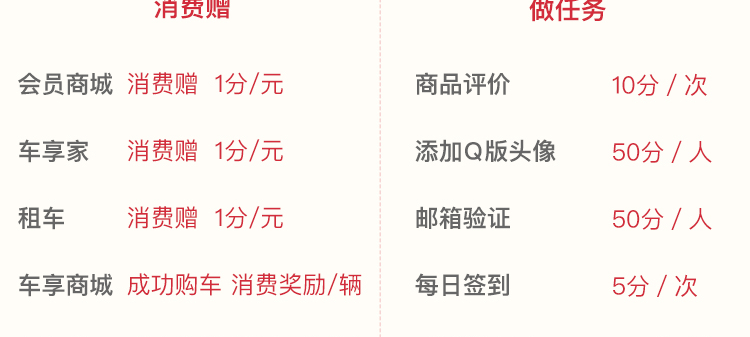 消费赠
会员商城 消费赠 1分/元
车享家 消费赠 1分/元
租车 消费赠 1分/元
车享商城 成功购车 消费奖励/辆
做任务
商品评价 10分 / 次
添加Q版头像 50分 / 人
邮箱验证 50分 / 人
每日签到 5分 / 次